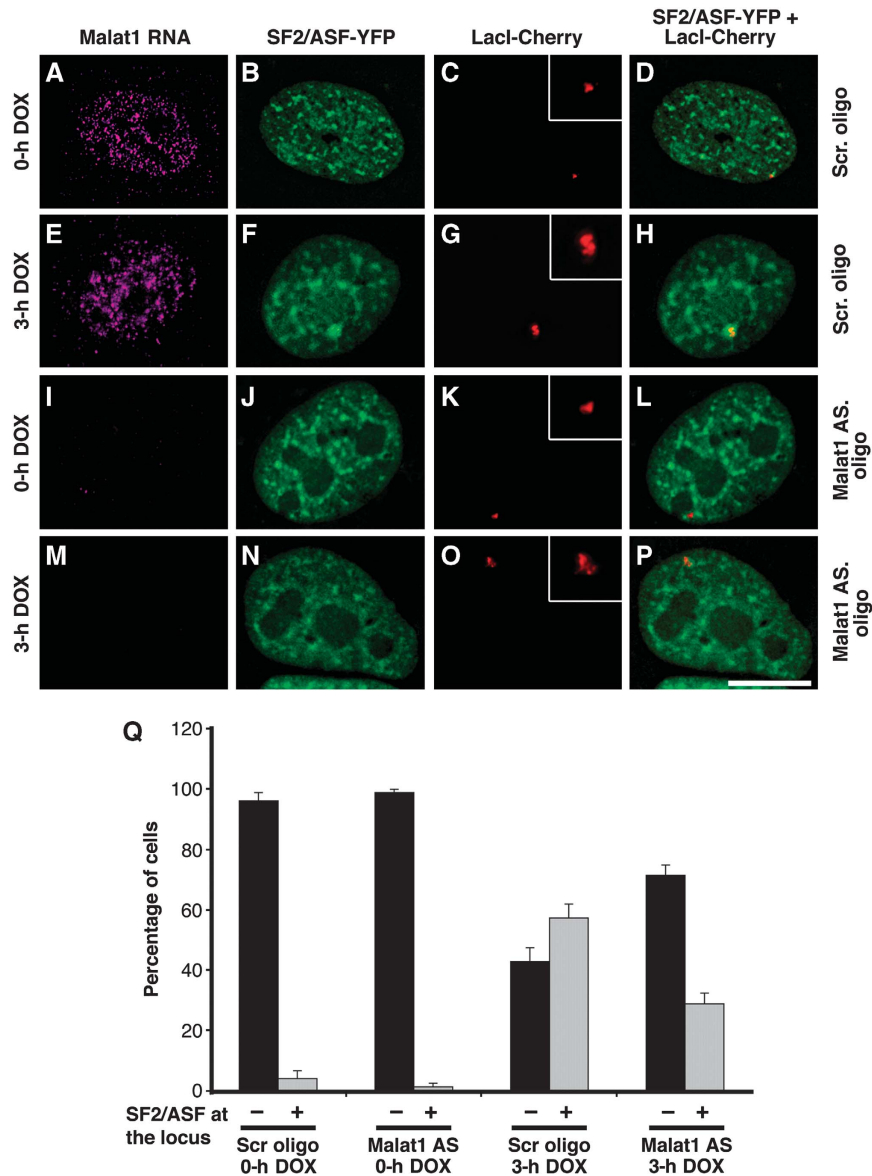 Malat1 RNA
SF2/ASF-YFP
LacI-Cherry
SF2/ASF-YFP +
LacI-Cherry
0-h DOX
A
B
C
D
Scr. oligo
3-h DOX
E
F
G
H
Scr. oligo
0-h DOX
I
J
K
L
Malat1 AS.
oligo
3-h DOX
M
N
O
P
Malat1 AS.
oligo
Q
Percentage of cells
120
100
80
60
40
20
0
SF2/ASF at
the locus
– + – + – + – +
Scr oligo
0-h DOX
Malat1 AS
0-h DOX
Scr oligo
3-h DOX
Malat1 AS
3-h DOX